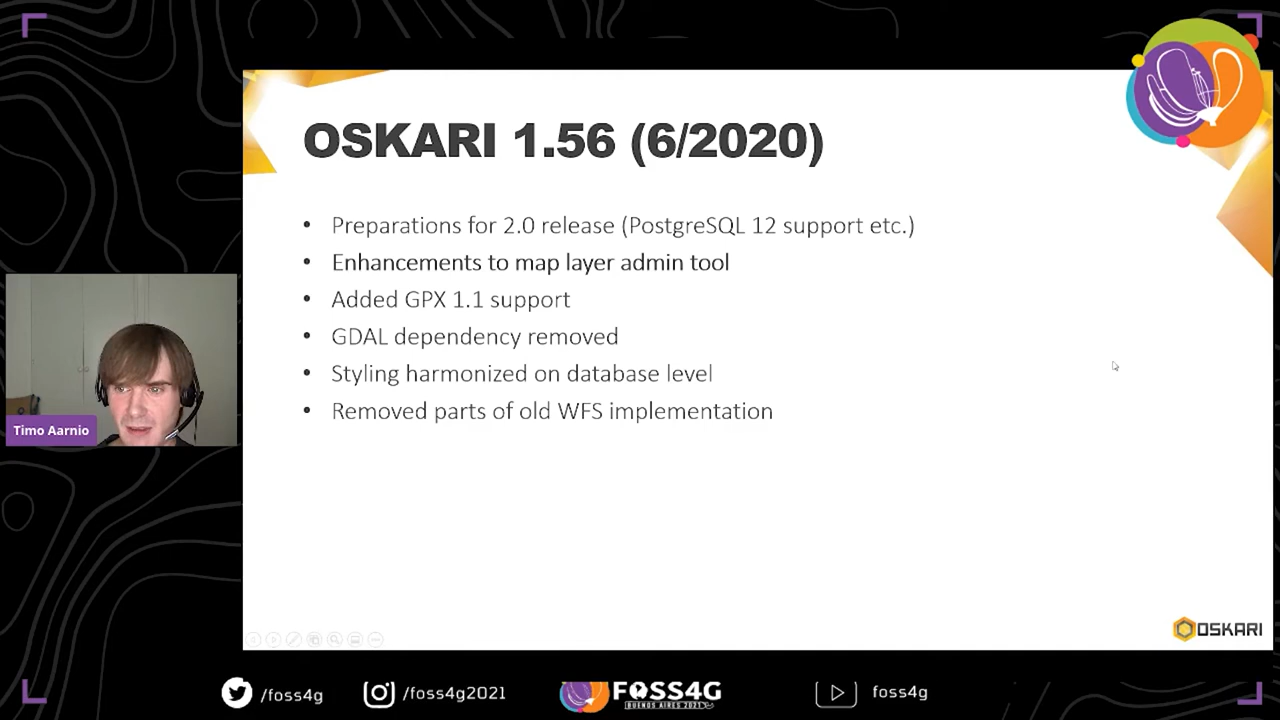 OSKARI 1.56 (6/2020)
• Preparations for 2.0 release (PostgreSQL 12 support etc.)
• Enhancements to map layer admin tool
• Added GPX 1.1 support
• GDAL dependency removed
• Styling harmonized on database level
• Removed parts of old WFS implementation
Timo Aarnio
OSKARI
/foss4g
/foss4g2021
FOSS4G
BUENOS AIRES 2021
foss4g